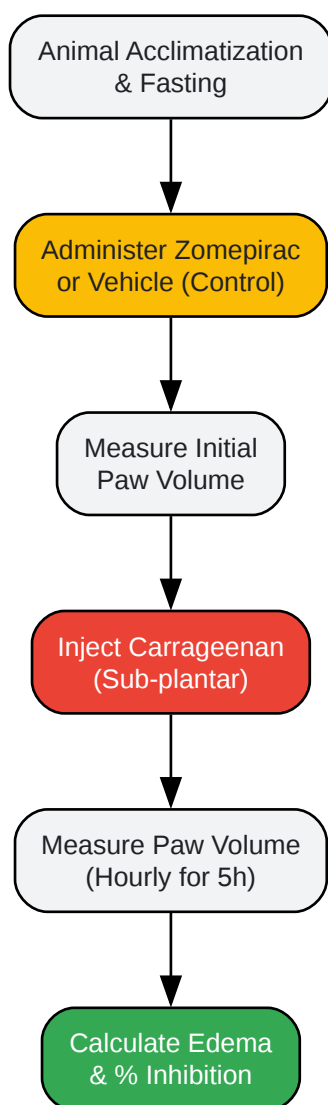 Animal Acclimatization
& Fasting
Administer Zomepirac
or Vehicle (Control)
Measure Initial
Paw Volume
Inject Carrageenan
(Sub-plantar)
Measure Paw Volume
(Hourly for 5h)
Calculate Edema
& % Inhibition